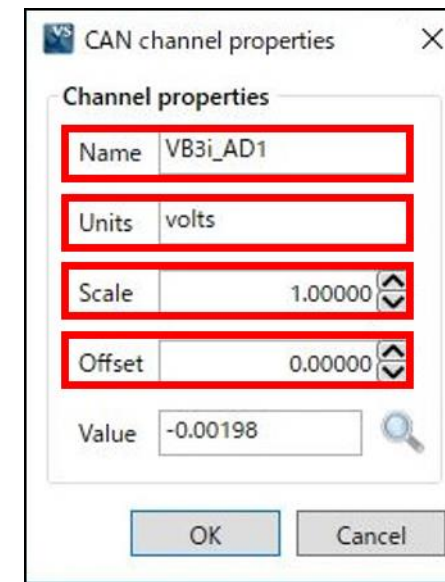 VS CAN channel properties
Channel properties
Name VB3i_AD1
Units volts
Scale 1.00000
Offset 0.00000
Value -0.00198
OK Cancel